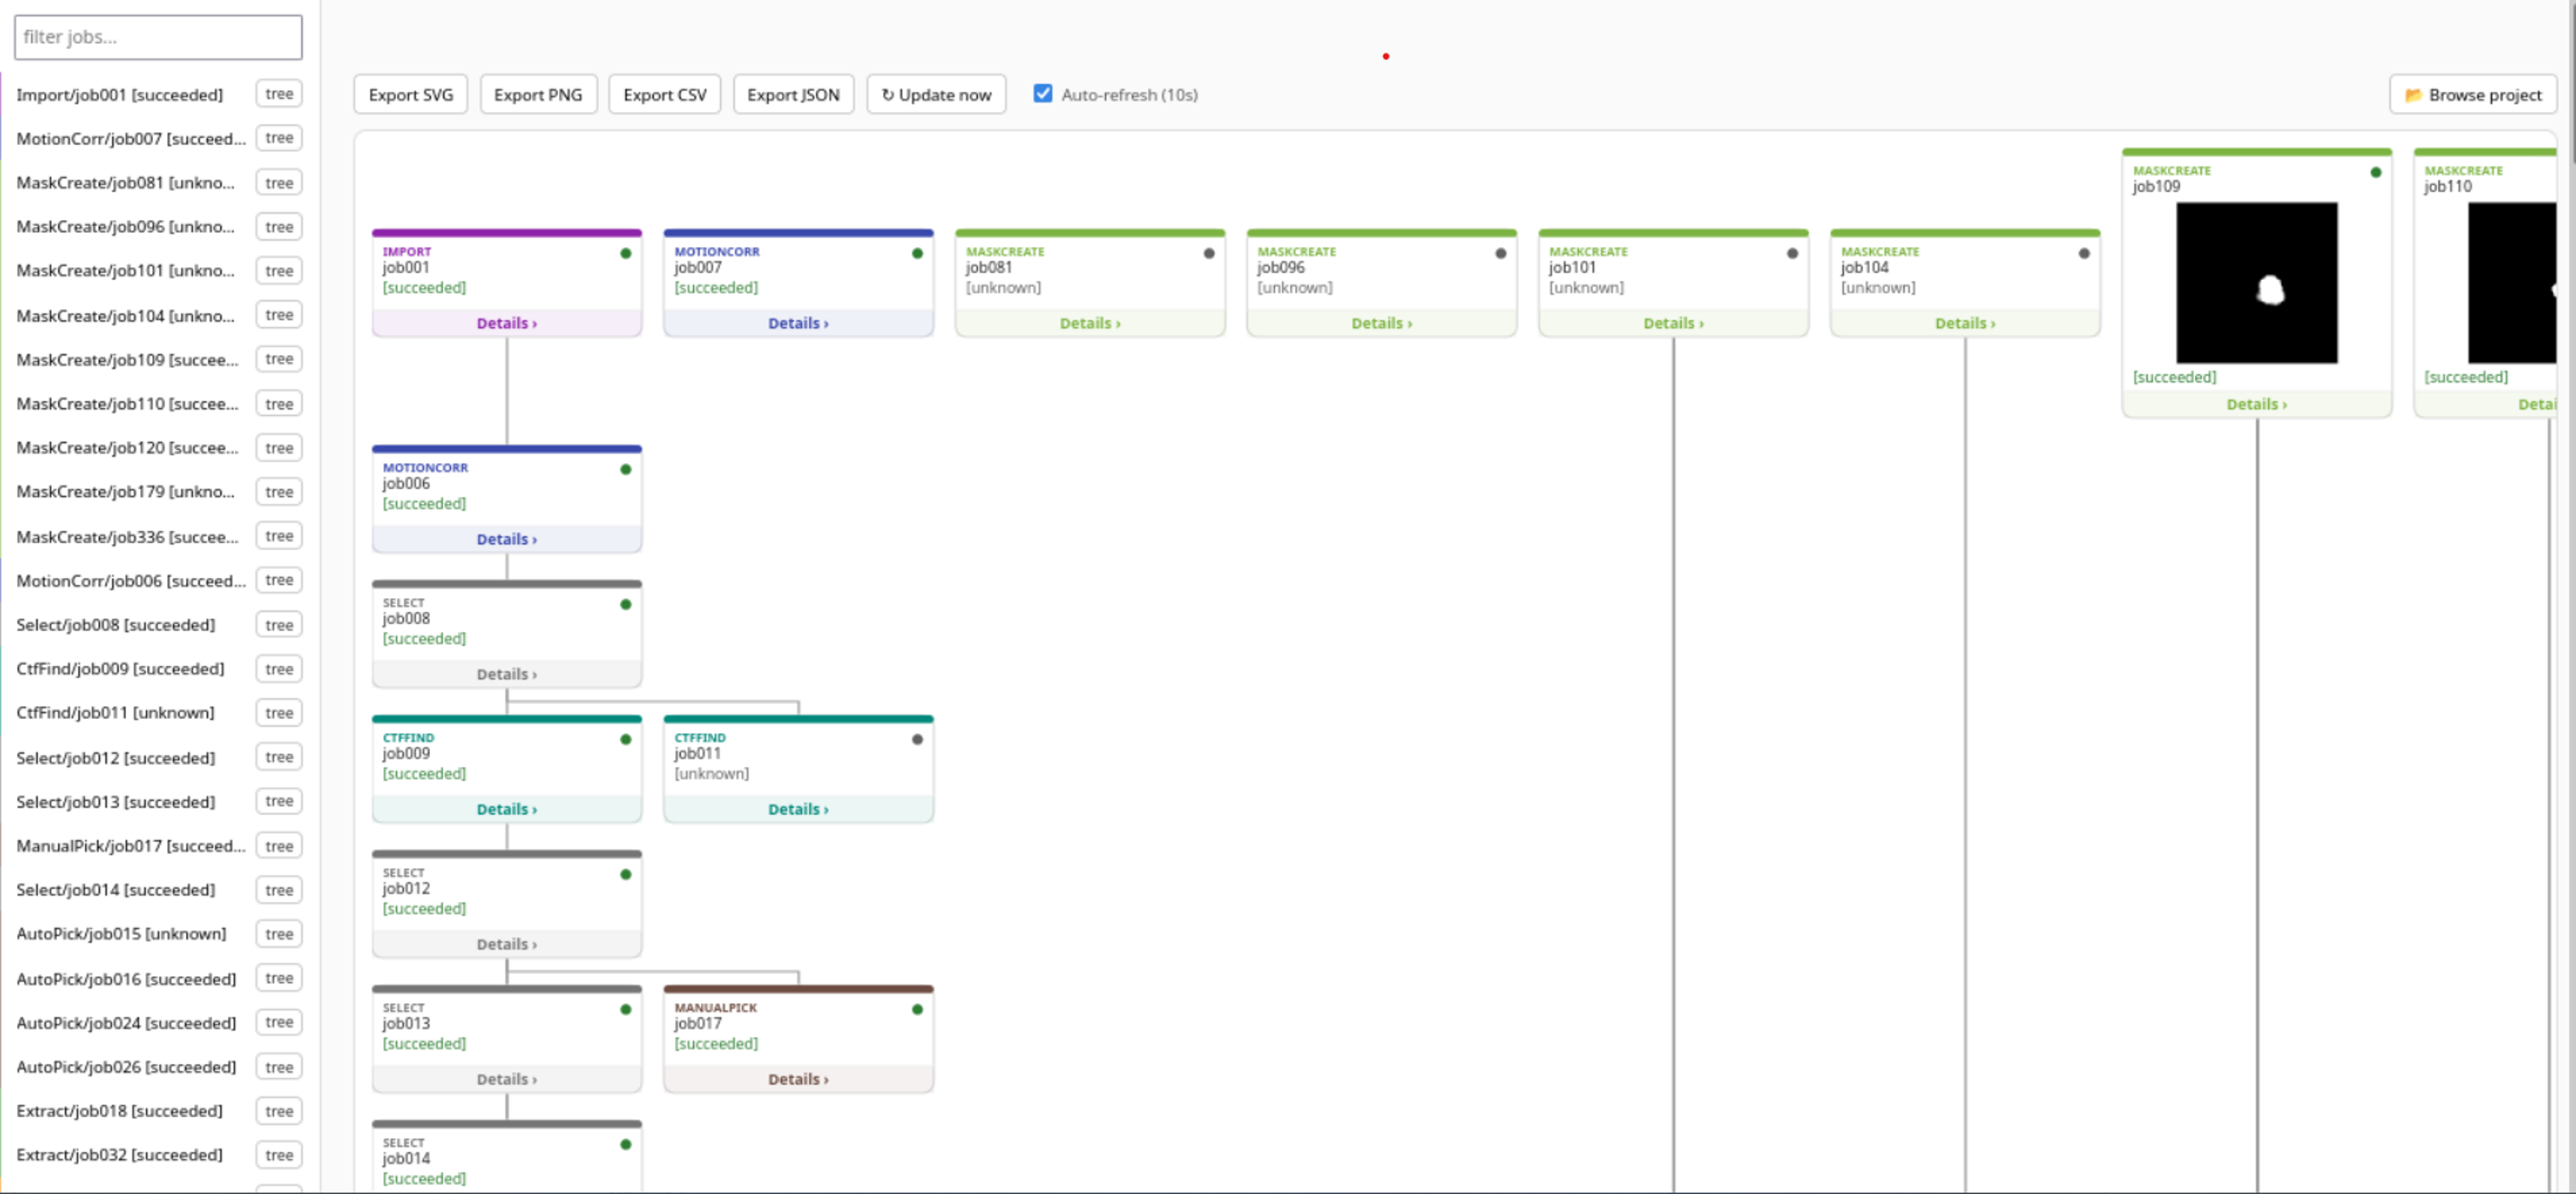 filter jobs...
Import/job001 [succeeded] tree
MotionCorr/job007 [succeed... tree
MaskCreate/job081 [unkno... tree
MaskCreate/job096 [unkno... tree
MaskCreate/job101 [unkno... tree
MaskCreate/job104 [unkno... tree
MaskCreate/job109 [succee... tree
MaskCreate/job110 [succee... tree
MaskCreate/job120 [succee... tree
MaskCreate/job179 [unkno... tree
MaskCreate/job336 [succee... tree
MotionCorr/job006 [succeed... tree
Select/job008 [succeeded] tree
CtfFind/job009 [succeeded] tree
CtfFind/job011 [unknown] tree
Select/job012 [succeeded] tree
Select/job013 [succeeded] tree
ManualPick/job017 [succeed... tree
Select/job014 [succeeded] tree
AutoPick/job015 [unknown] tree
AutoPick/job016 [succeeded] tree
AutoPick/job024 [succeeded] tree
AutoPick/job026 [succeeded] tree
Extract/job018 [succeeded] tree
Extract/job032 [succeeded] tree
Export SVG Export PNG Export CSV Export JSON ↻ Update now Auto-refresh (10s) 📂 Browse project
IMPORT
job001
[succeeded]
Details ›
MOTIONCORR
job007
[succeeded]
Details ›
MASKCREATE
job081
[unknown]
Details ›
MASKCREATE
job096
[unknown]
Details ›
MASKCREATE
job101
[unknown]
Details ›
MASKCREATE
job104
[unknown]
Details ›
MASKCREATE
job109
[succeeded]
Details ›
MASKCREATE
job110
[succeeded]
Detai
MOTIONCORR
job006
[succeeded]
Details ›
SELECT
job008
[succeeded]
Details ›
CTFFIND
job009
[succeeded]
Details ›
CTFFIND
job011
[unknown]
Details ›
SELECT
job012
[succeeded]
Details ›
SELECT
job013
[succeeded]
Details ›
MANUALPICK
job017
[succeeded]
Details ›
SELECT
job014
[succeeded]